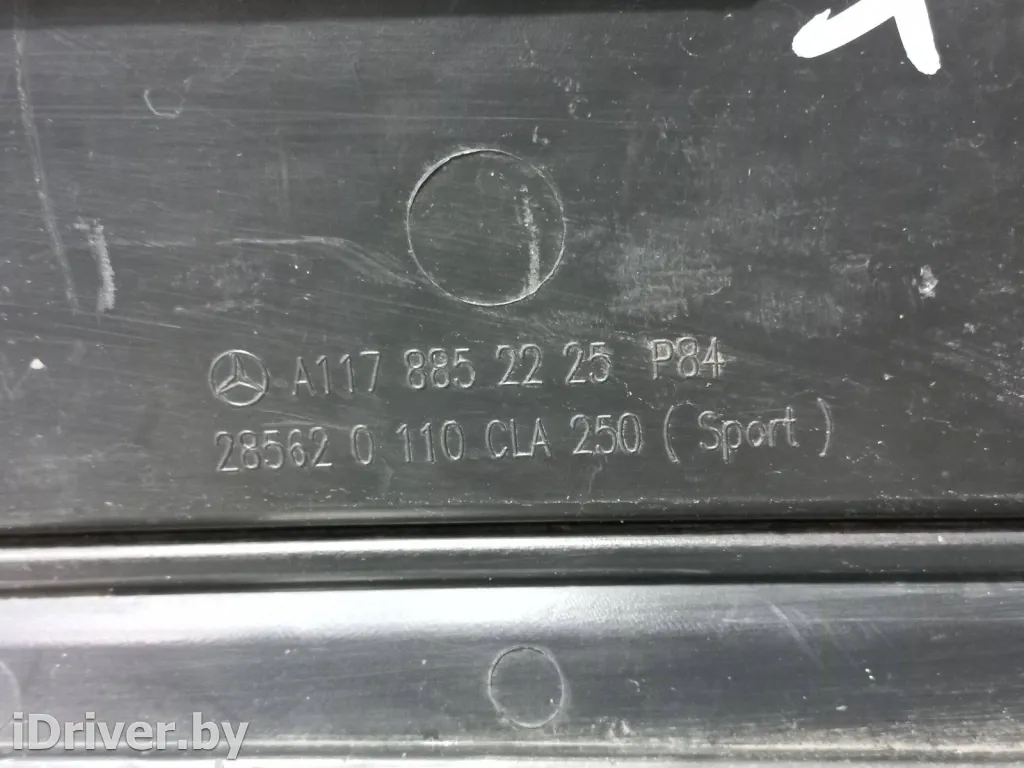 A117 885 22 25 P84
28562 0 110 CLA 250 ( Sport )
iDriver.by